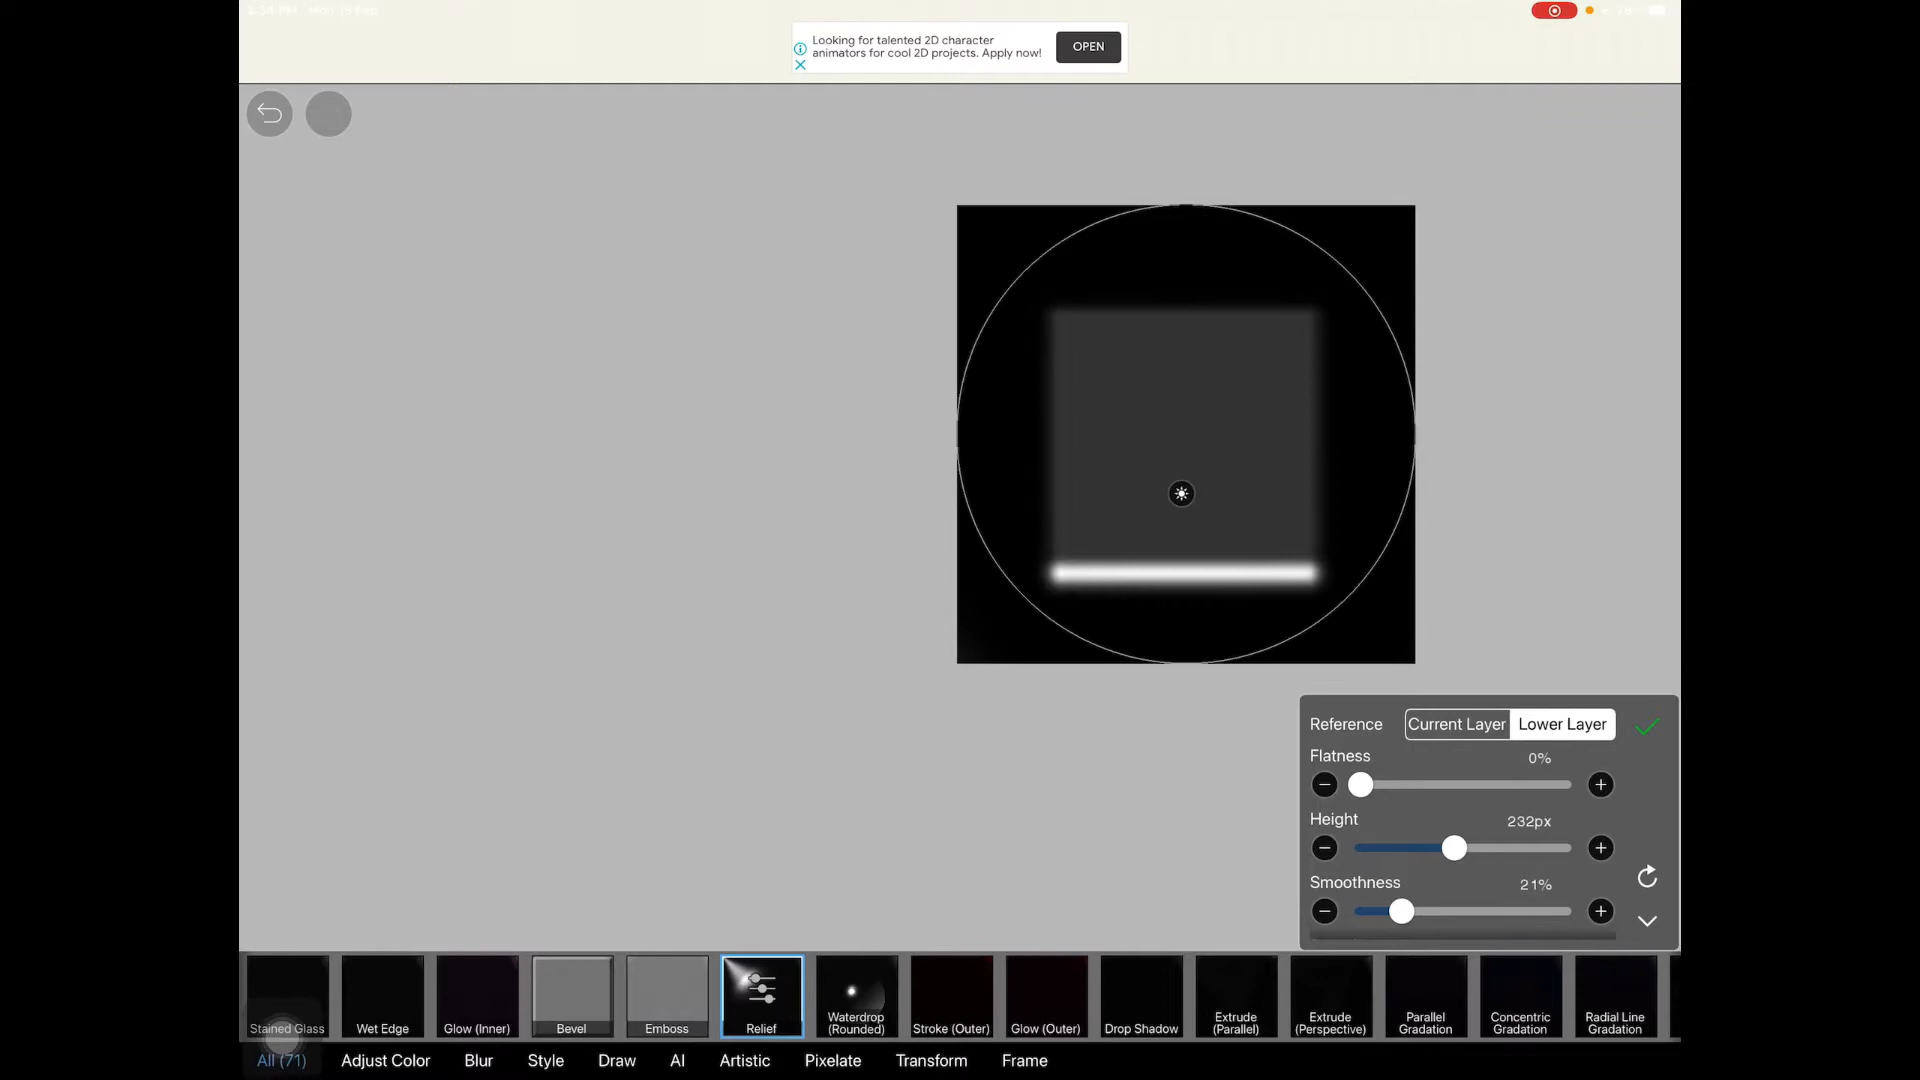 Looking for talented 2D character
animators for cool 2D projects. Apply now!
OPEN
Reference
Current Layer
Lower Layer
Flatness
0%
Height
232px
Smoothness
21%
Stained Glass
Wet Edge
Glow (Inner)
Bevel
Emboss
Relief
Waterdrop
(Rounded)
Stroke (Outer)
Glow (Outer)
Drop Shadow
Extrude
(Parallel)
Extrude
(Perspective)
Parallel
Gradation
Concentric
Gradation
Radial Line
Gradation
All (71)
Adjust Color
Blur
Style
Draw
AI
Artistic
Pixelate
Transform
Frame